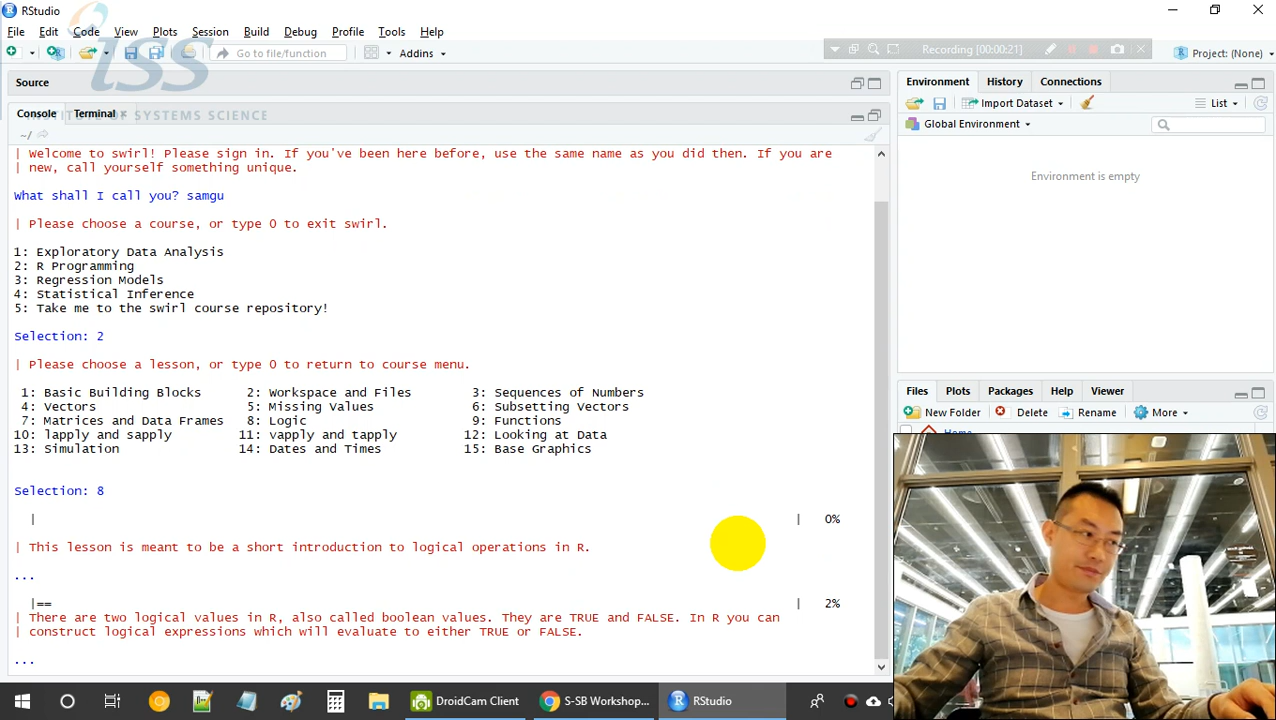 RStudio
File Edit Code View Plots Session Build Debug Profile Tools Help
Go to file/function
Addins
Recording [00:00:21]
Project: (None)
iss
INSTITUTE OF SYSTEMS SCIENCE
Source
Console Terminal
~/
| Welcome to swirl! Please sign in. If you've been here before, use the same name as you did then. If you are
| new, call yourself something unique.
What shall I call you? samgu
| Please choose a course, or type 0 to exit swirl.
1: Exploratory Data Analysis
2: R Programming
3: Regression Models
4: Statistical Inference
5: Take me to the swirl course repository!
Selection: 2
| Please choose a lesson, or type 0 to return to course menu.
1: Basic Building Blocks 2: Workspace and Files 3: Sequences of Numbers
4: Vectors 5: Missing Values 6: Subsetting Vectors
7: Matrices and Data Frames 8: Logic 9: Functions
10: lapply and sapply 11: vapply and tapply 12: Looking at Data
13: Simulation 14: Dates and Times 15: Base Graphics
Selection: 8
| | 0%
| This lesson is meant to be a short introduction to logical operations in R.
...
|== | 2%
| There are two logical values in R, also called boolean values. They are TRUE and FALSE. In R you can
| construct logical expressions which will evaluate to either TRUE or FALSE.
...
Environment History Connections
Import Dataset List
Global Environment
Environment is empty
Files Plots Packages Help Viewer
New Folder Delete Rename More
Home
DroidCam Client S-SB Workshop... RStudio